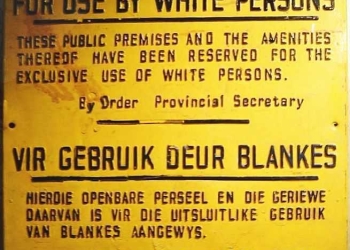 FOR USE BY WHITE PERSONS
THESE PUBLIC PREMISES AND THE AMENITIES
THEREOF HAVE BEEN RESERVED FOR THE
EXCLUSIVE USE OF WHITE PERSONS.
By Order Provincial Secretary
VIR GEBRUIK DEUR BLANKES
HIERDIE OPENBARE PERSEEL EN DIE GERIEWE
DAARVAN IS VIR DIE UITSLUITLIKE GEBRUIK
VAN BLANKES AANGEWYS.